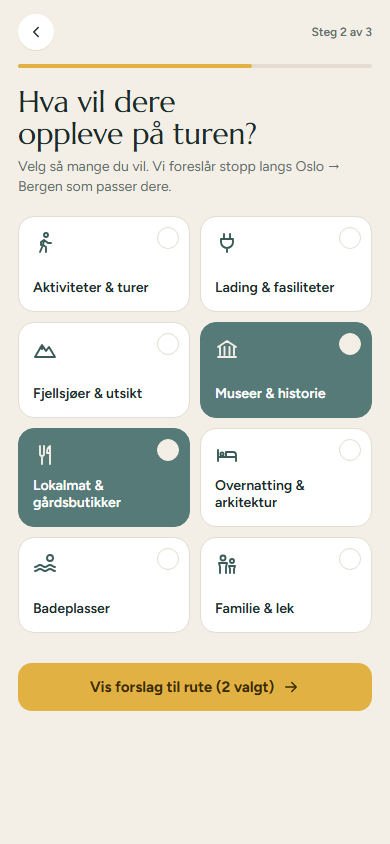 Steg 2 av 3
Hva vil dere
oppleve på turen?
Velg så mange du vil. Vi foreslår stopp langs Oslo →
Bergen som passer dere.
Aktiviteter & turer
Lading & fasiliteter
Fjellsjøer & utsikt
Museer & historie
Lokalmat &
gårdsbutikker
Overnatting &
arkitektur
Badeplasser
Familie & lek
Vis forslag til rute (2 valgt) →